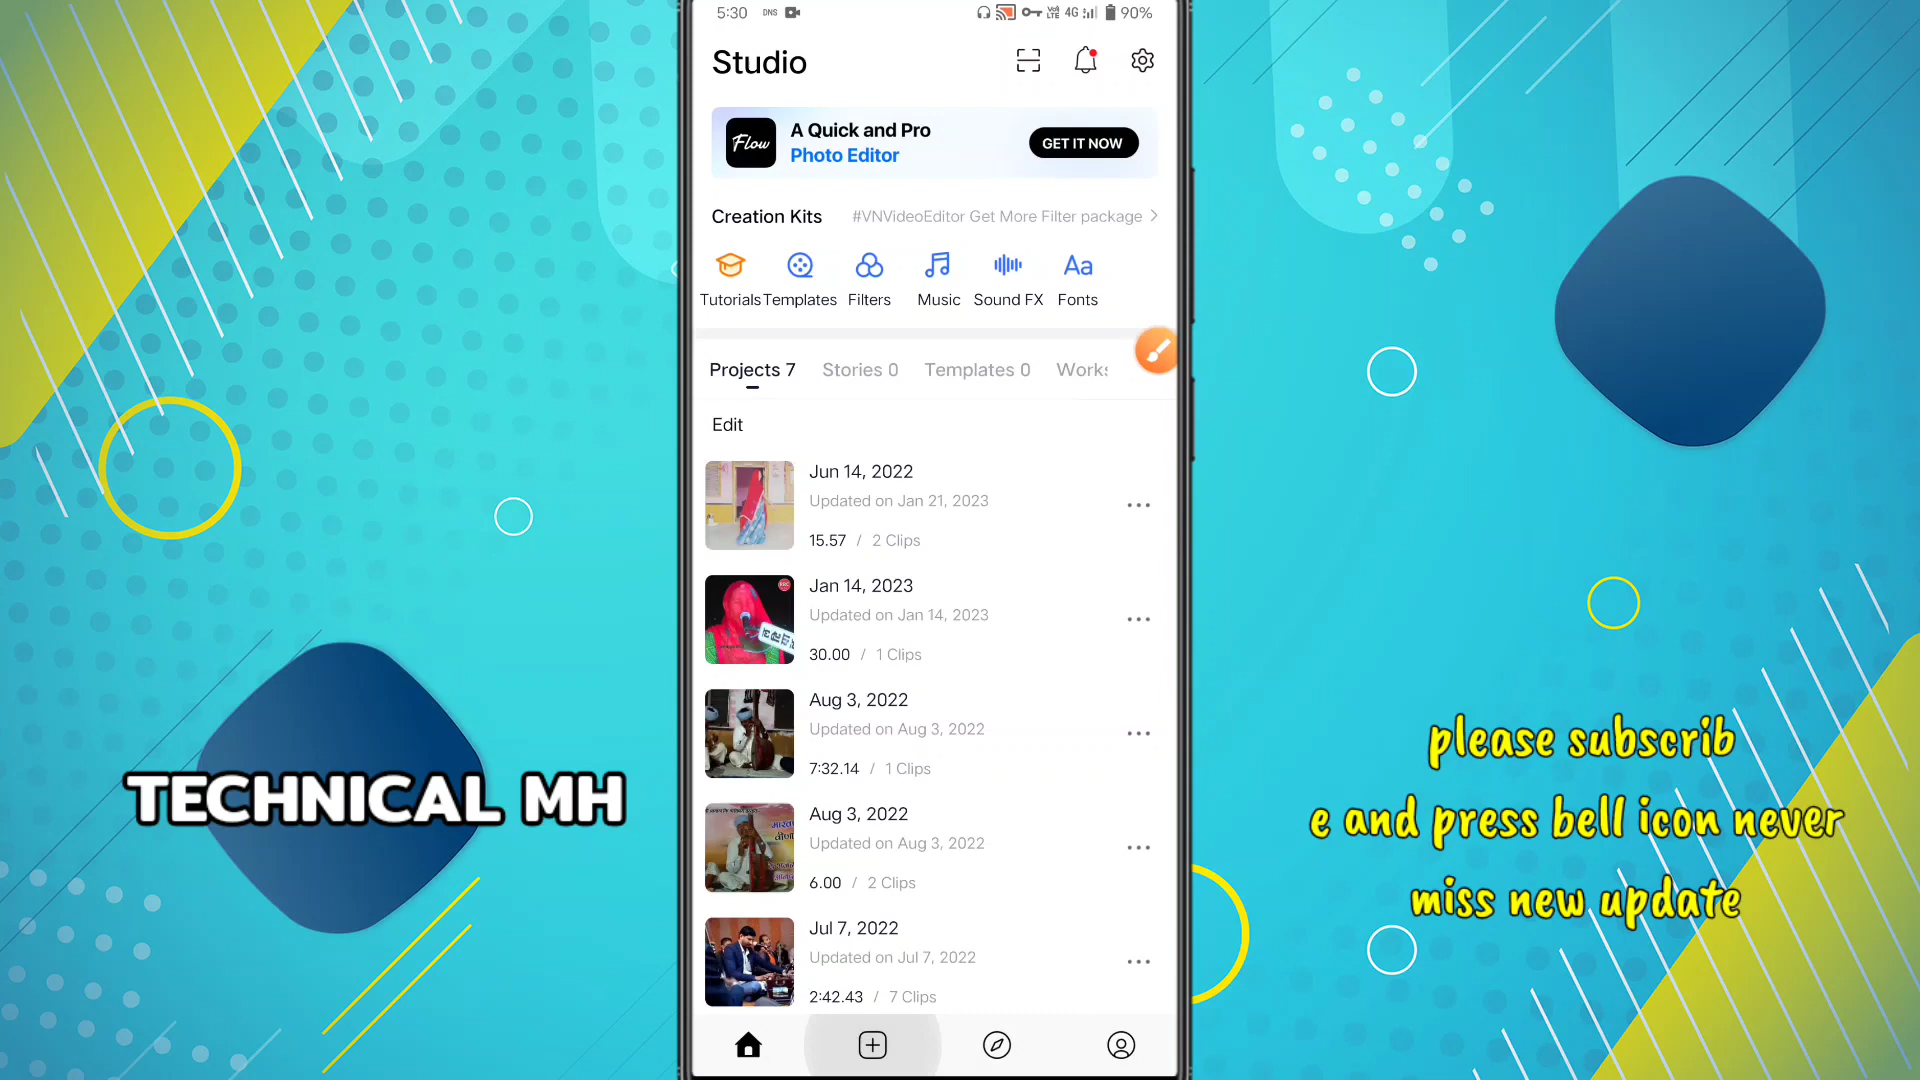 5:30 DNS 4G 90%
Studio
Flow
A Quick and Pro
Photo Editor
GET IT NOW
Creation Kits #VNVideoEditor Get More Filter package
Aa
Tutorials Templates Filters Music Sound FX Fonts
Projects 7 Stories 0 Templates 0 Works
Edit
Jun 14, 2022
Updated on Jan 21, 2023
15.57 / 2 Clips
Jan 14, 2023
Updated on Jan 14, 2023
30.00 / 1 Clips
Aug 3, 2022
Updated on Aug 3, 2022
7:32.14 / 1 Clips
Aug 3, 2022
Updated on Aug 3, 2022
6.00 / 2 Clips
Jul 7, 2022
Updated on Jul 7, 2022
2:42.43 / 7 Clips
TECHNICAL MH
please subscrib
e and press bell icon never
miss new update